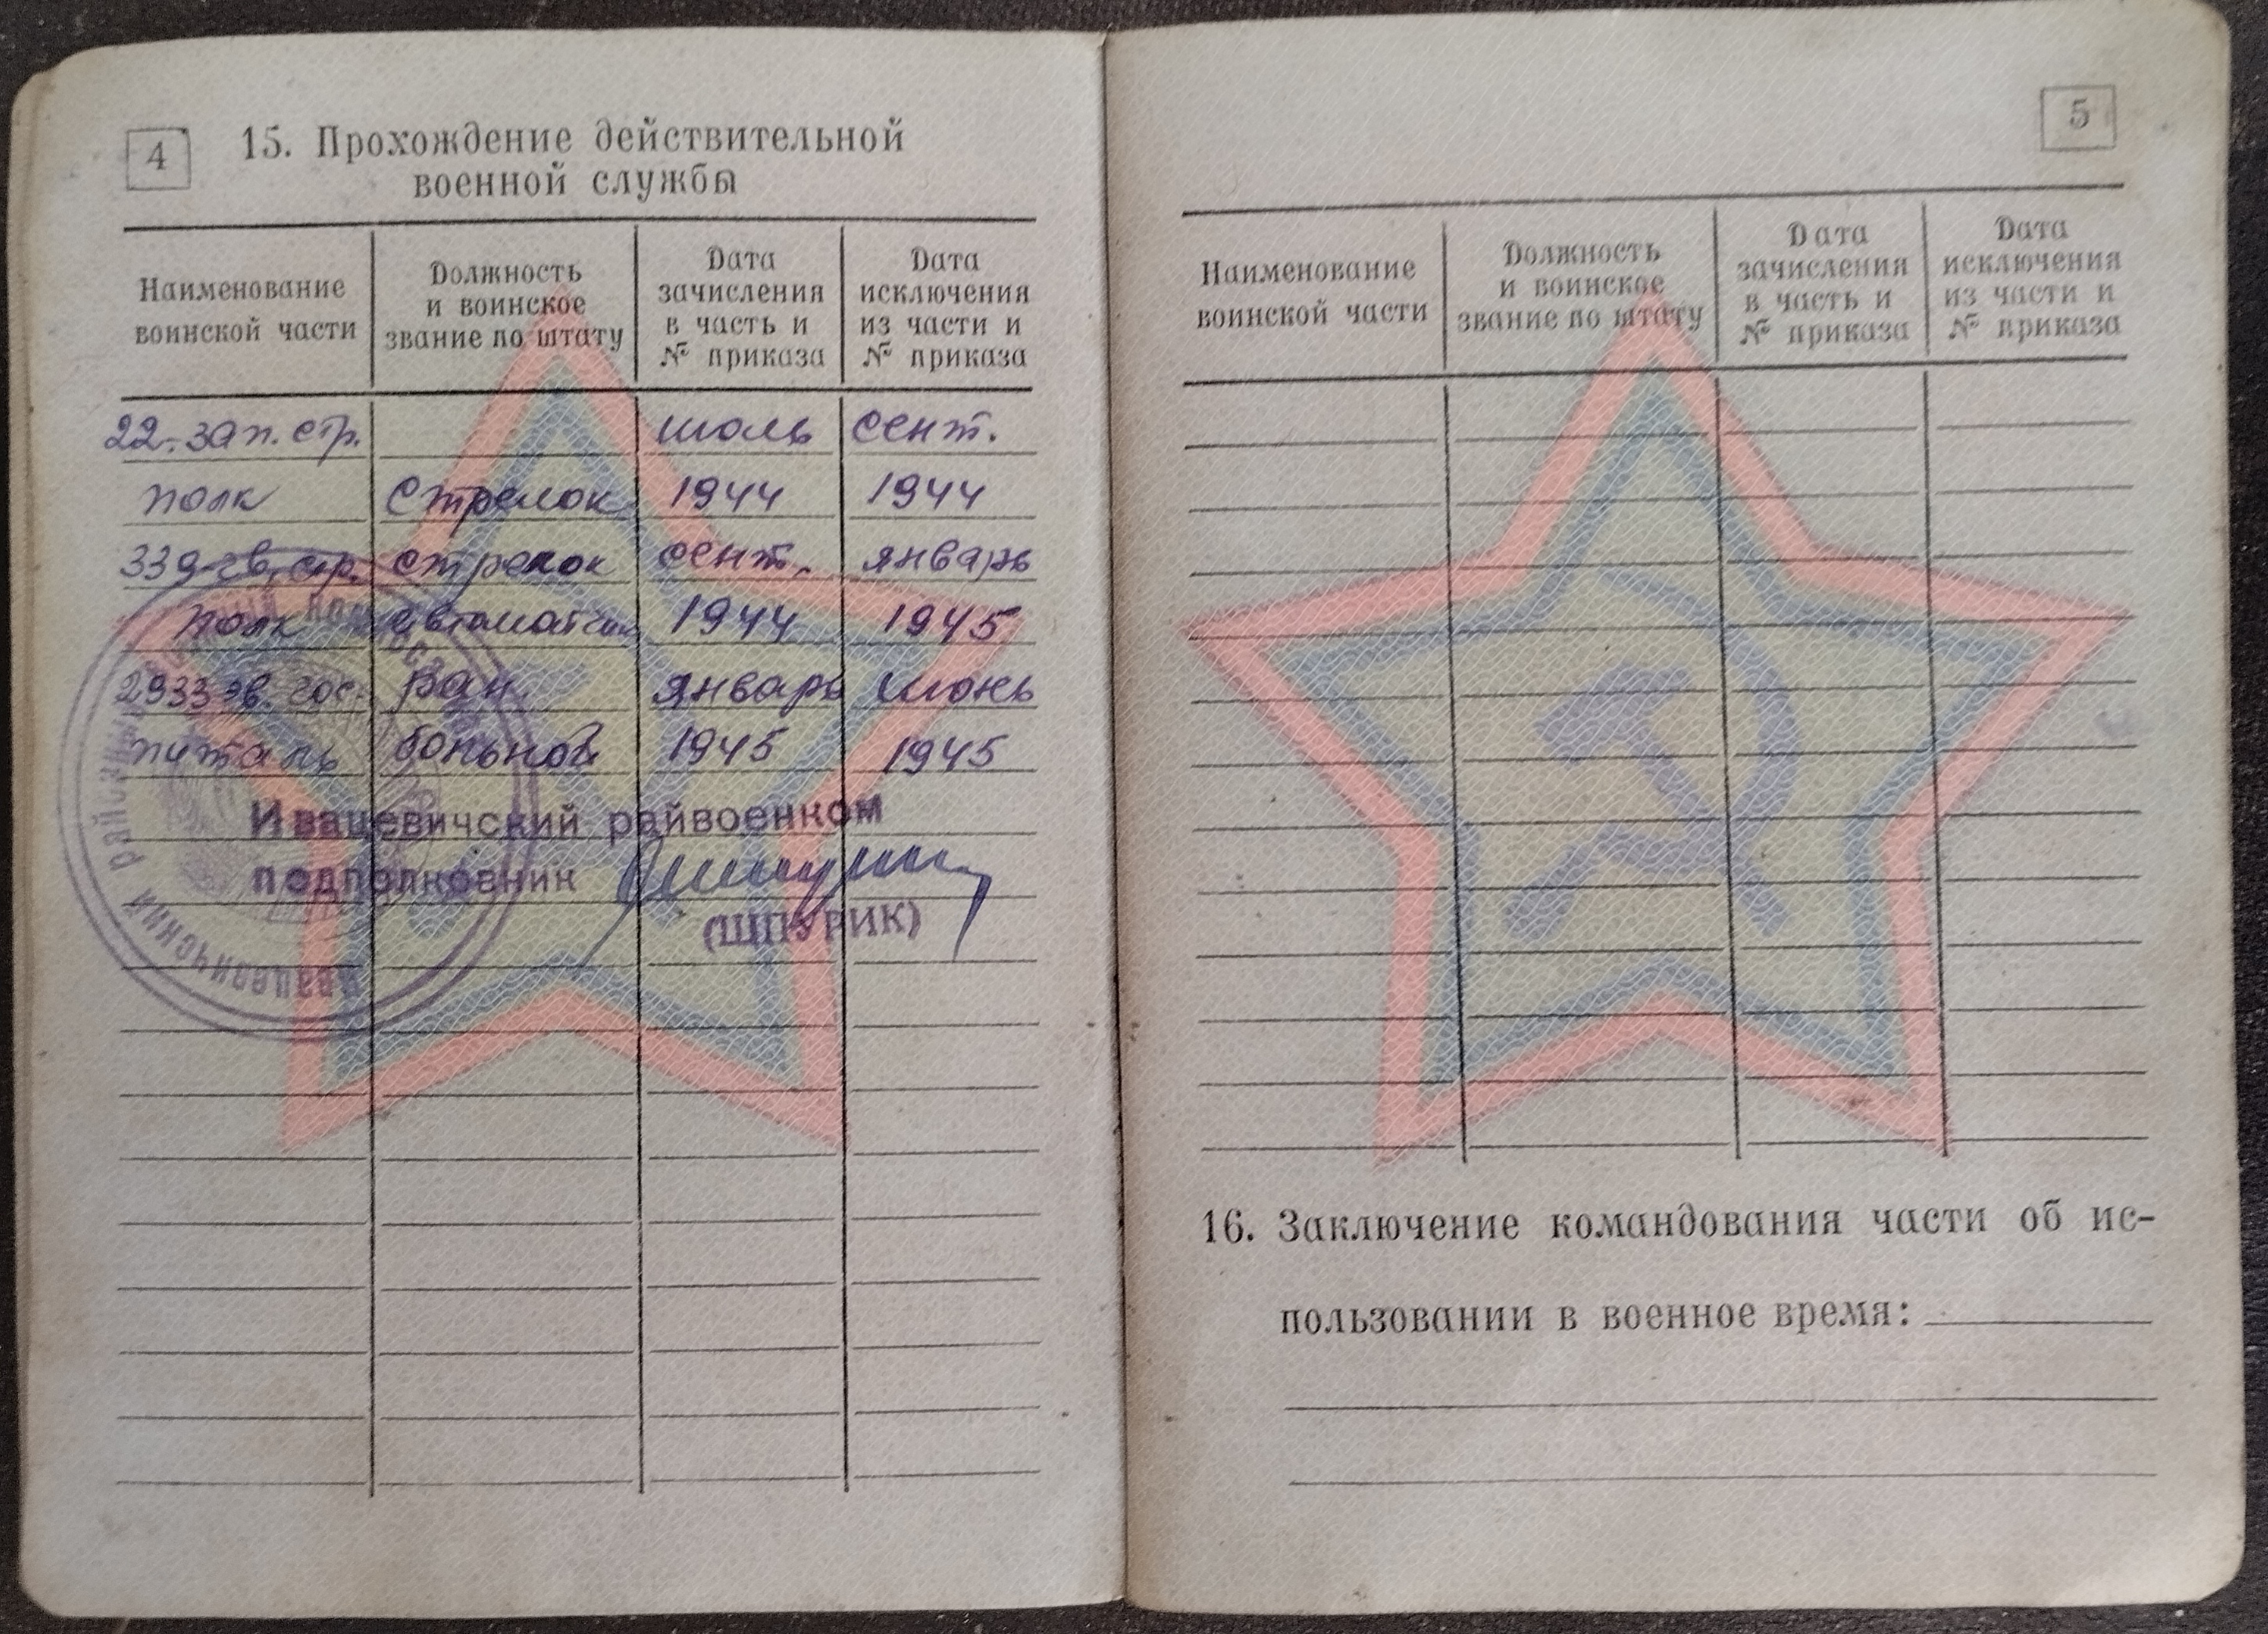 4
15. Прохождение действительной
военной службы
Наименование воинской части
Должность и воинское звание по штату
Дата зачисления в часть и № приказа
Дата исключения из части и № приказа
22. зап. стр. июль сент.
полк стрелок 1944 1944
339 гв. стр. стрелок сент. январь
полк автоматчик 1944 1945
2933 эв. гос- Ран. январь июнь
питаль больной 1945 1945
Ивацевичский райвоенком
подполковник
(ШПУРИК)
Ивацевичский районный
5
Наименование воинской части
Должность и воинское звание по штату
Дата зачисления в часть и № приказа
Дата исключения из части и № приказа
16. Заключение командования части об ис-
пользовании в военное время: